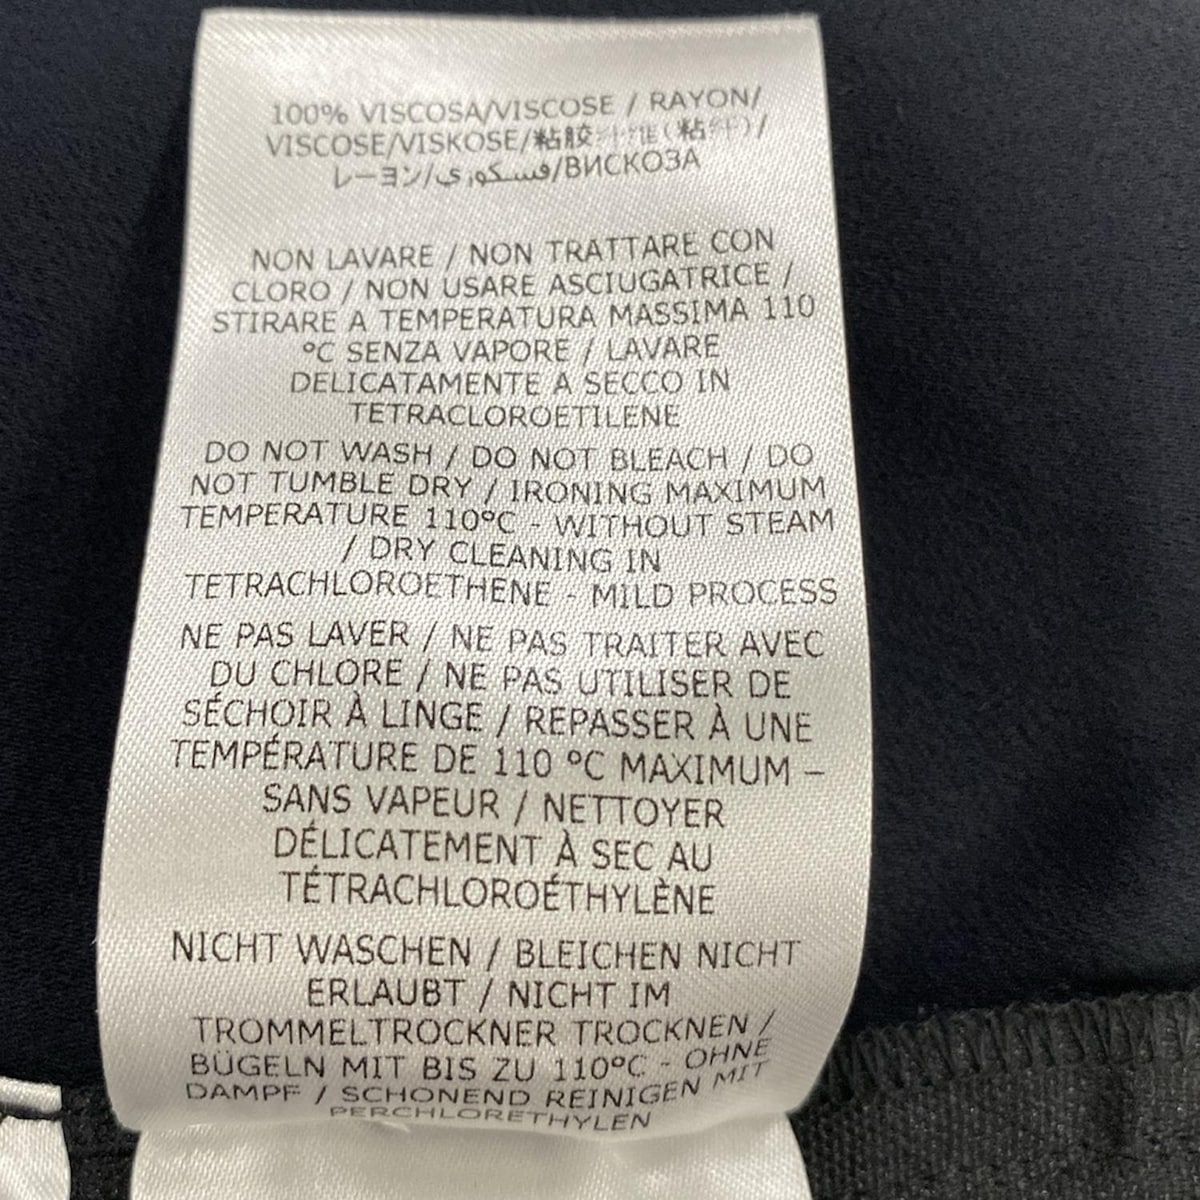 100% VISCOSA/VISCOSE / RAYON/
VISCOSE/VISKOSE/粘胶纤维(粘纤)/
レーヨン/فسكوزي/ВИСКОЗА
NON LAVARE / NON TRATTARE CON
CLORO / NON USARE ASCIUGATRICE /
STIRARE A TEMPERATURA MASSIMA 110
°C SENZA VAPORE / LAVARE
DELICATAMENTE A SECCO IN
TETRACLOROETILENE
DO NOT WASH / DO NOT BLEACH / DO
NOT TUMBLE DRY / IRONING MAXIMUM
TEMPERATURE 110°C - WITHOUT STEAM
/ DRY CLEANING IN
TETRACHLOROETHENE - MILD PROCESS
NE PAS LAVER / NE PAS TRAITER AVEC
DU CHLORE / NE PAS UTILISER DE
SÉCHOIR À LINGE / REPASSER À UNE
TEMPÉRATURE DE 110 °C MAXIMUM –
SANS VAPEUR / NETTOYER
DÉLICATEMENT À SEC AU
TÉTRACHLOROÉTHYLÈNE
NICHT WASCHEN / BLEICHEN NICHT
ERLAUBT / NICHT IM
TROMMELTROCKNER TROCKNEN /
BÜGELN MIT BIS ZU 110°C - OHNE
DAMPF / SCHONEND REINIGEN MIT
PERCHLORETHYLEN